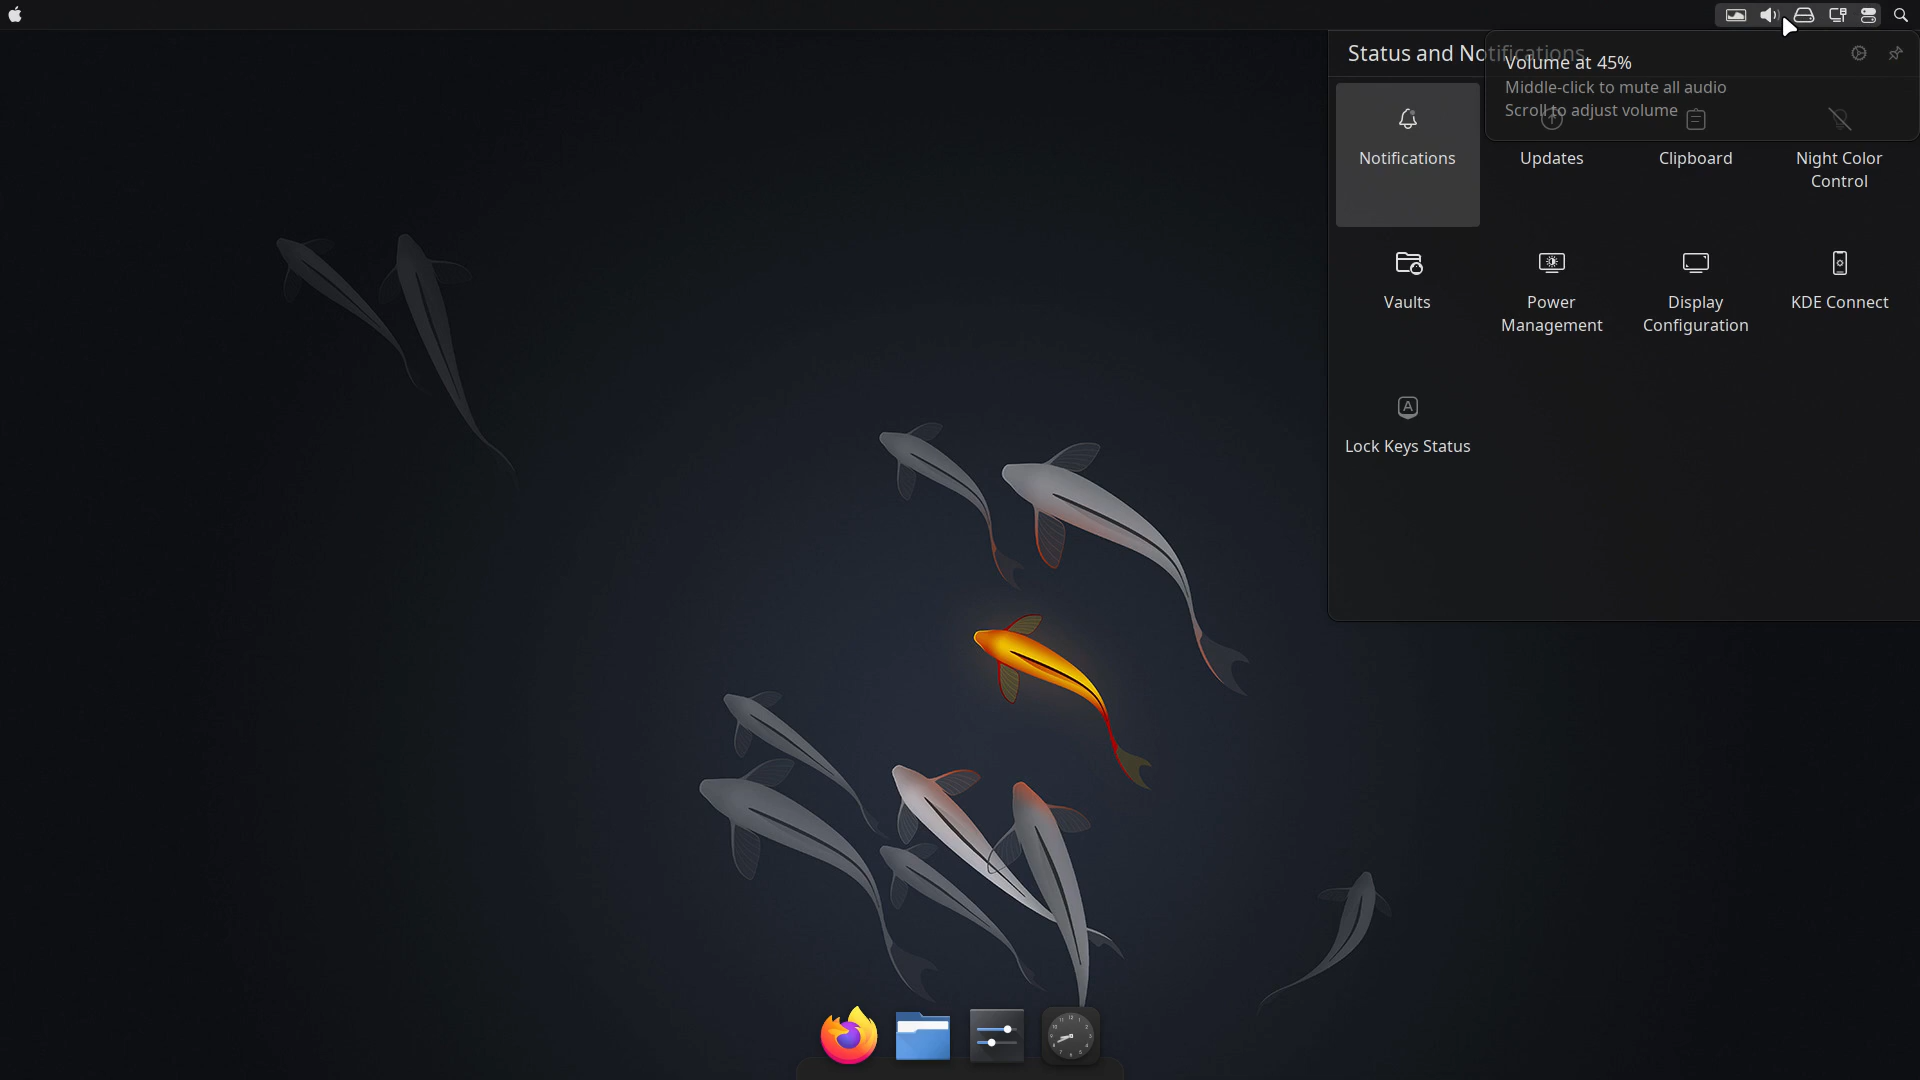 Status and Notifications
Volume at 45%
Middle-click to mute all audio
Scroll to adjust volume
Notifications
Updates
Clipboard
Night Color
Control
Vaults
Power
Management
Display
Configuration
KDE Connect
A
Lock Keys Status